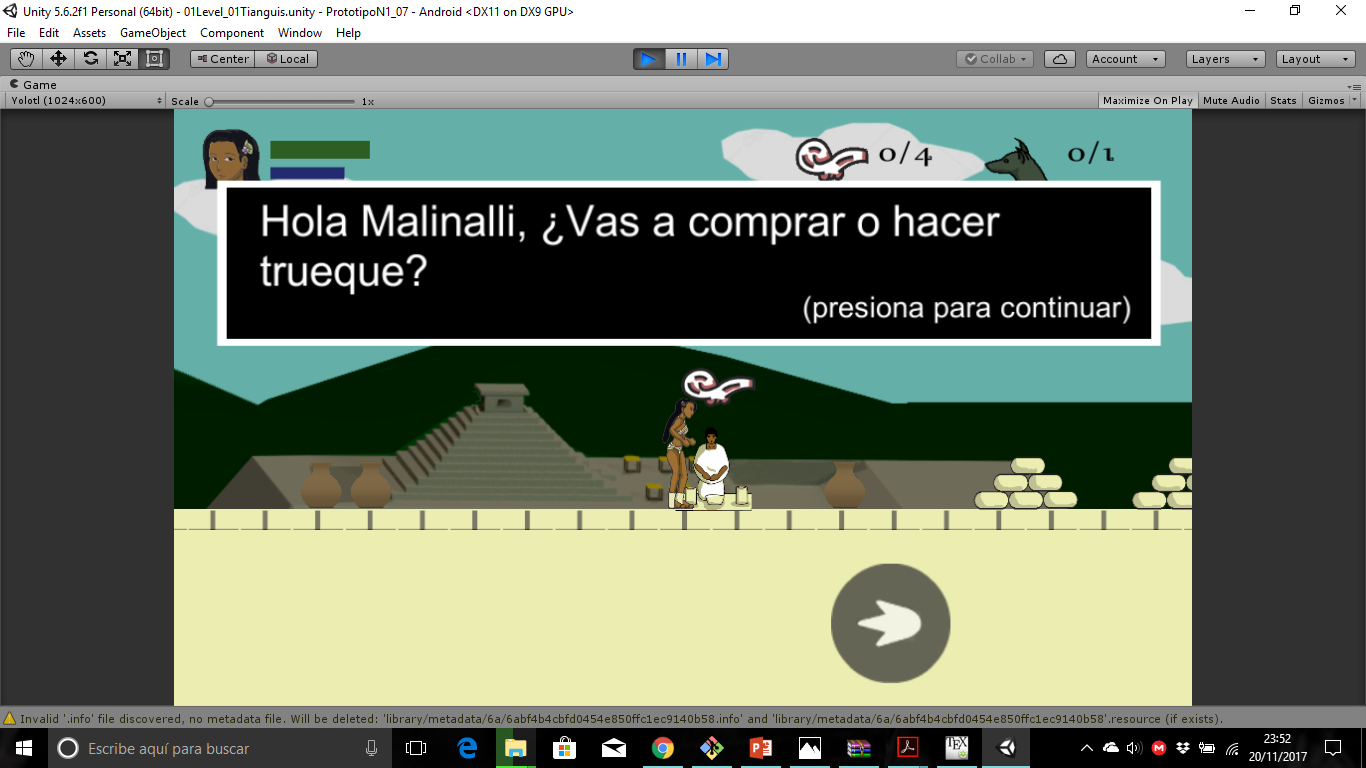 Unity 5.6.2f1 Personal (64bit) - 01Level_01Tianguis.unity - PrototipoN1_07 - Android <DX11 on DX9 GPU>
File Edit Assets GameObject Component Window Help
Center Local Collab Account Layers Layout
Game
Yolotl (1024x600) Scale 1x Maximize On Play Mute Audio Stats Gizmos
0/4 0/1
Hola Malinalli, ¿Vas a comprar o hacer
trueque?
(presiona para continuar)
Invalid '.info' file discovered, no metadata file. Will be deleted: 'library/metadata/6a/6abf4b4cbfd0454e850ffc1ec9140b58.info' and 'library/metadata/6a/6abf4b4cbfd0454e850ffc1ec9140b58'.resource (if exists).
Escribe aquí para buscar
23:52
20/11/2017